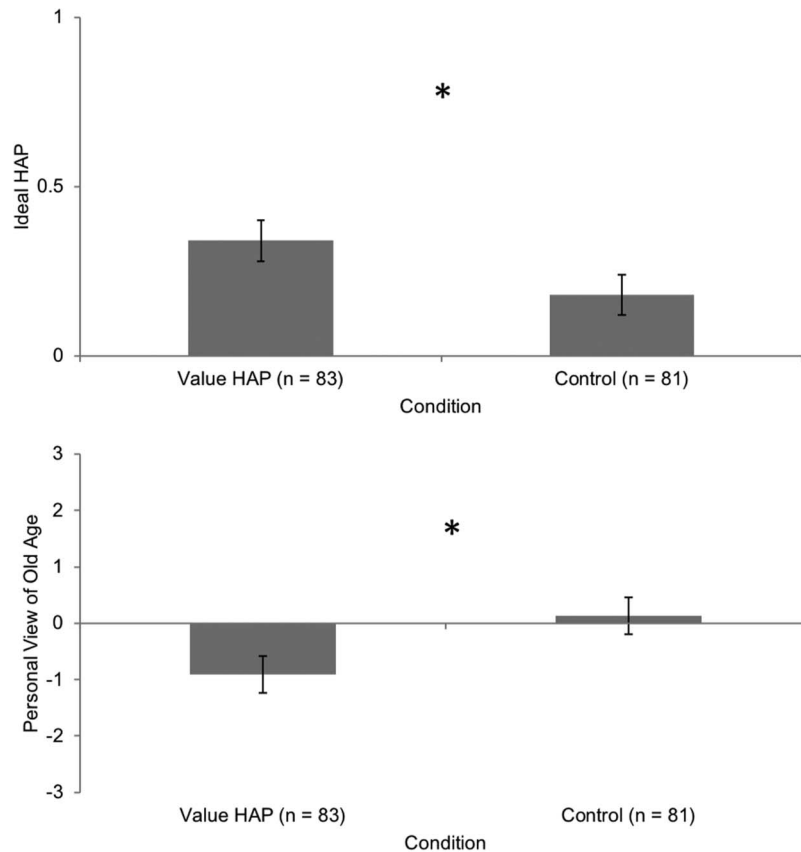 1
*
Ideal HAP
0.5
0
Value HAP (n = 83) Control (n = 81)
Condition
3
2
*
1
Personal View of Old Age
0
-1
-2
-3
Value HAP (n = 83) Control (n = 81)
Condition